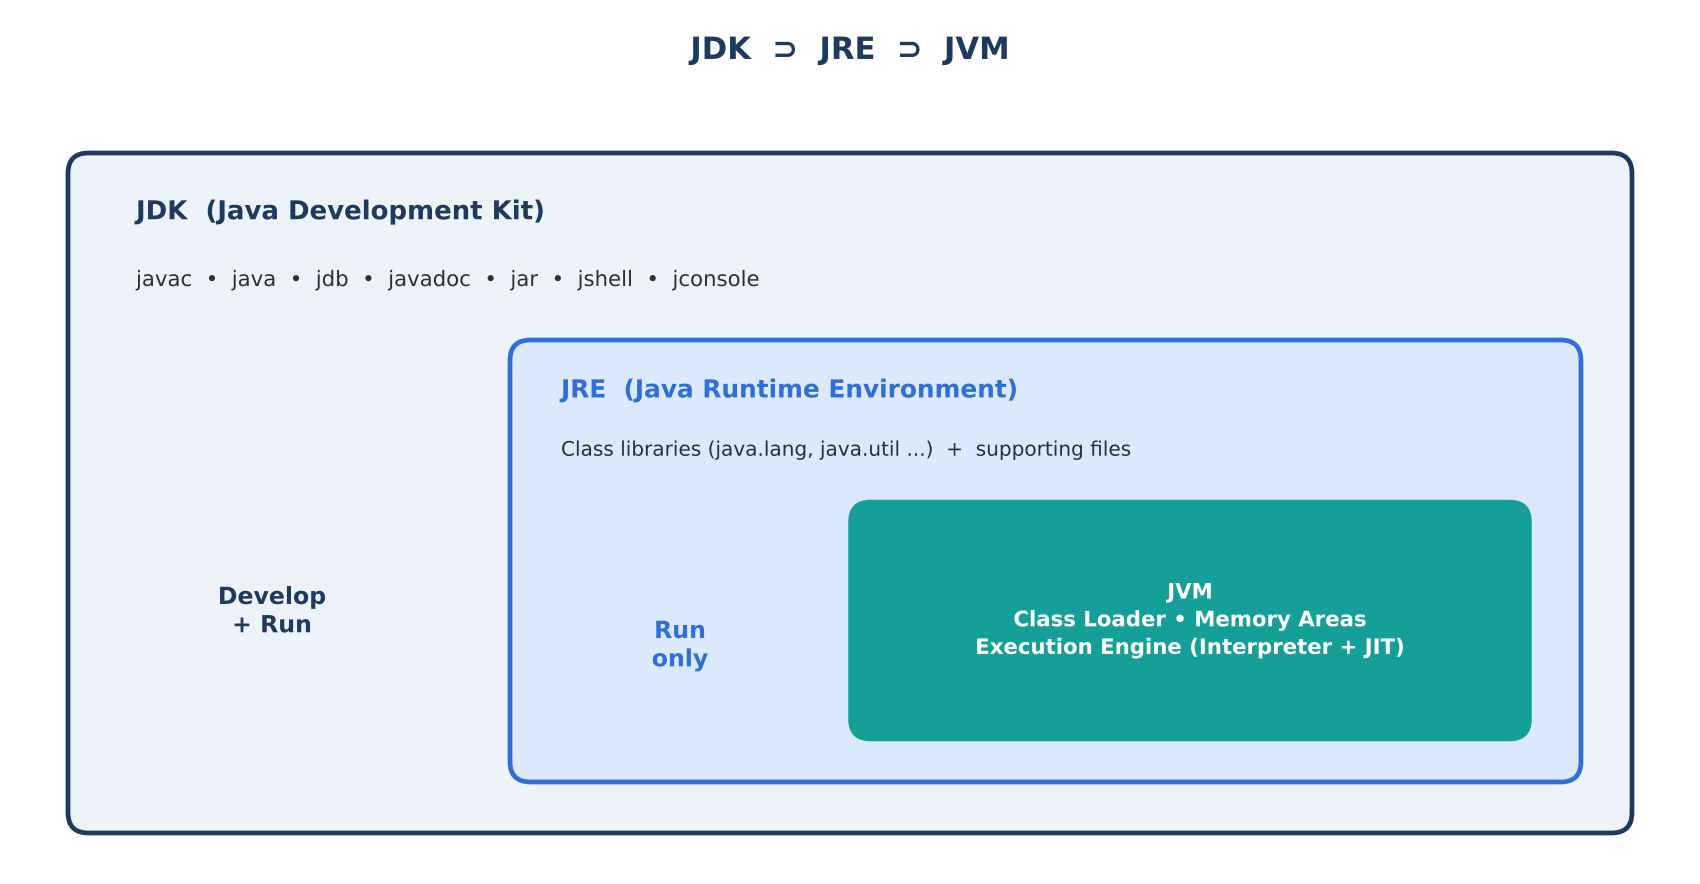 JDK ⊃ JRE ⊃ JVM
JDK (Java Development Kit)
javac • java • jdb • javadoc • jar • jshell • jconsole
JRE (Java Runtime Environment)
Class libraries (java.lang, java.util ...) + supporting files
Develop
+ Run
Run
only
JVM
Class Loader • Memory Areas
Execution Engine (Interpreter + JIT)